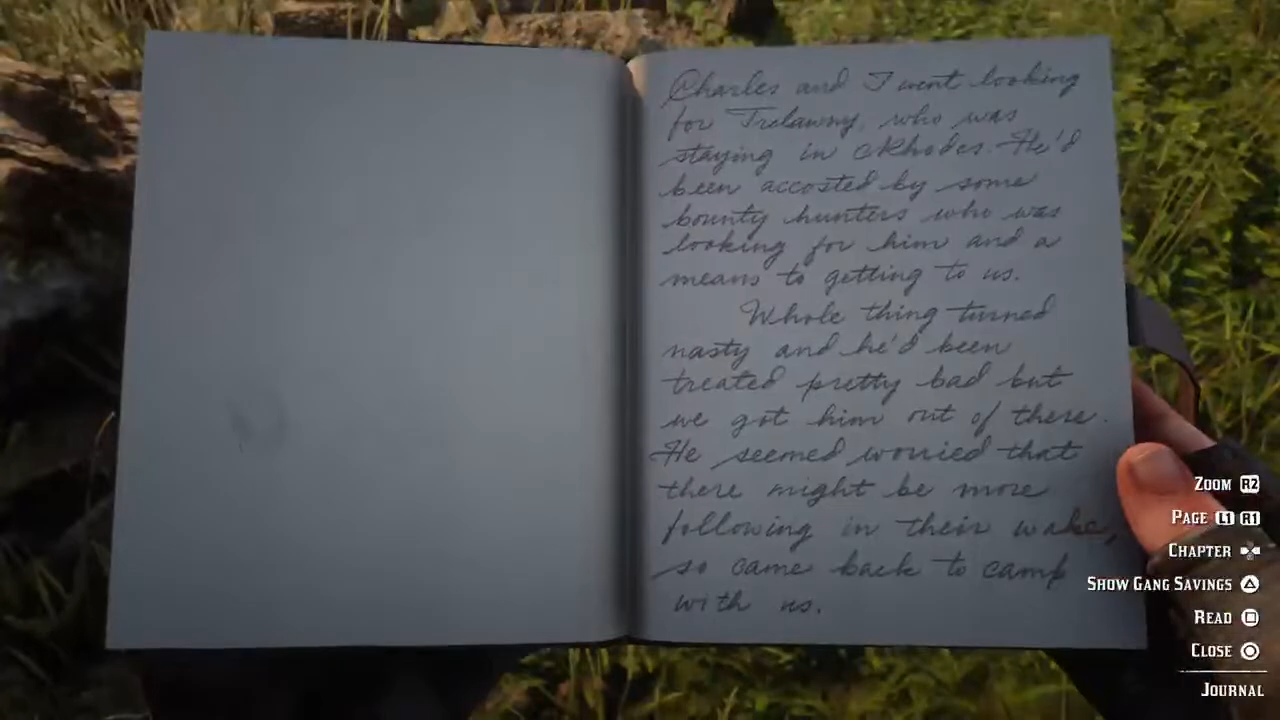 Charles and I went looking
for Trelawny, who was
staying in Rhodes. He'd
been accosted by some
bounty hunters who was
looking for him and a
means to getting to us.
Whole thing turned
nasty and he'd been
treated pretty bad but
we got him out of there.
He seemed worried that
there might be more
following in their wake,
so came back to camp
with us.
ZOOM R2
PAGE L1 R1
CHAPTER
SHOW GANG SAVINGS
READ
CLOSE
JOURNAL